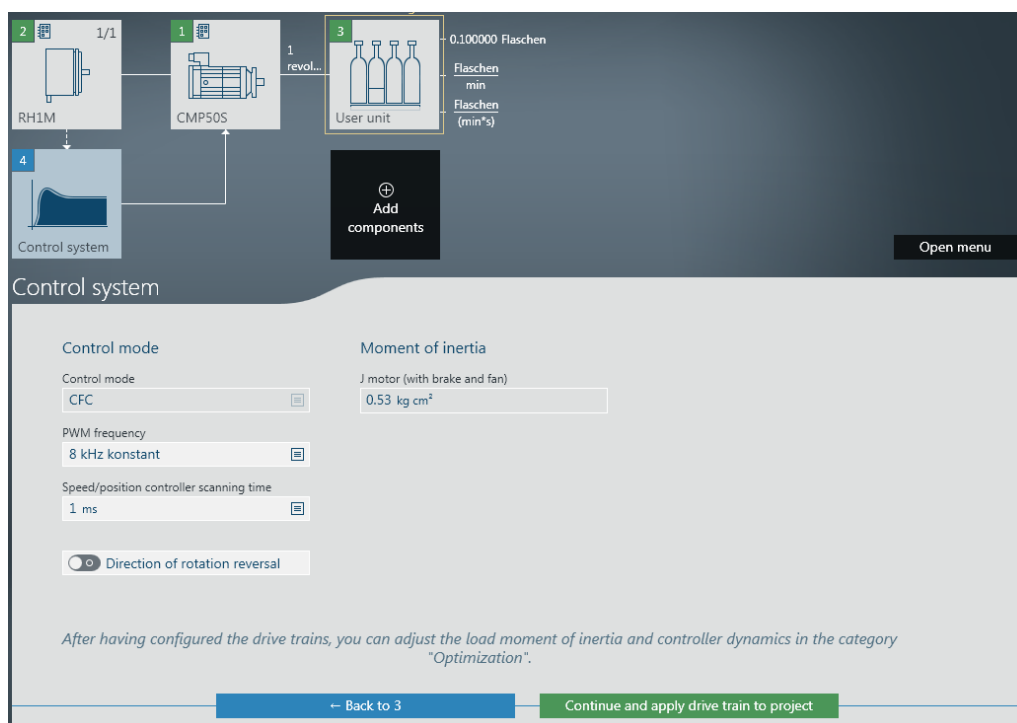 2
1/1
RH1M
1
CMP50S
1
revol...
3
User unit
0.100000 Flaschen
Flaschen
min
Flaschen
(min*s)
4
Control system
Add
components
Open menu
Control system
Control mode
Control mode
CFC
PWM frequency
8 kHz konstant
Speed/position controller scanning time
1 ms
Direction of rotation reversal
Moment of inertia
J motor (with brake and fan)
0.53 kg cm²
After having configured the drive trains, you can adjust the load moment of inertia and controller dynamics in the category
"Optimization".
← Back to 3
Continue and apply drive train to project